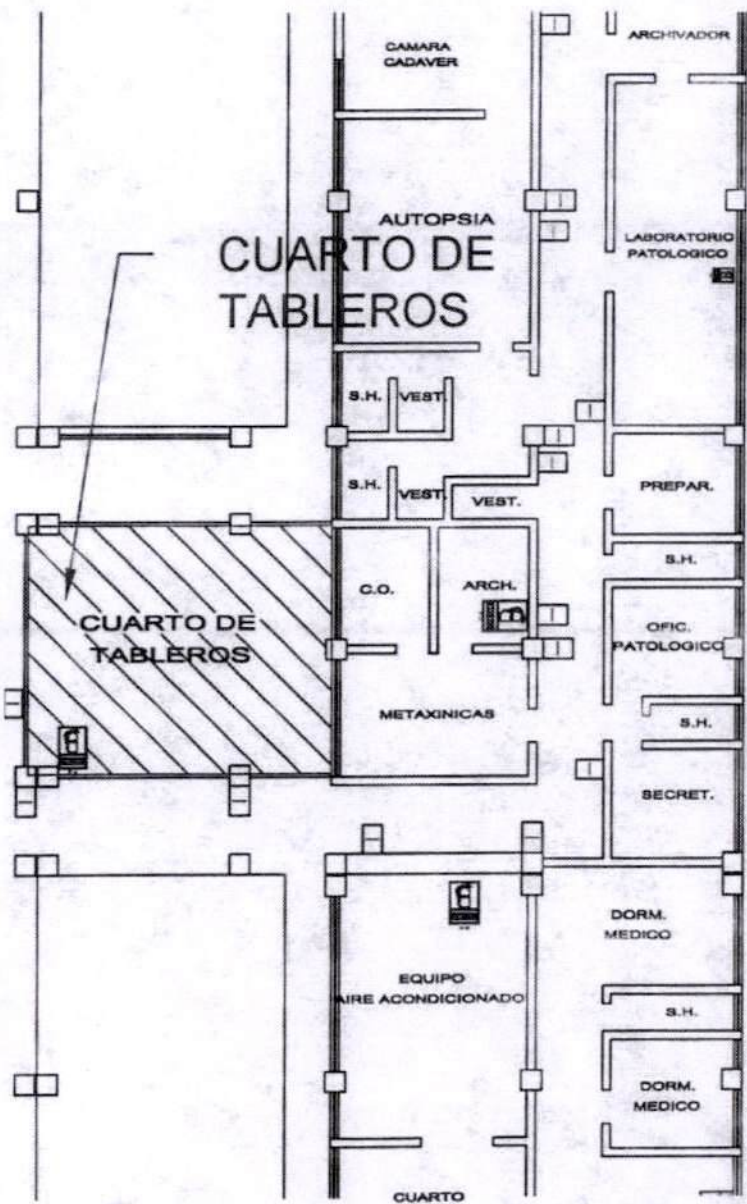 CAMARA
CADAVER
ARCHIVADOR
AUTOPSIA
CUARTO DE
TABLEROS
LABORATORIO
PATOLOGICO
S.H.
VEST.
S.H.
VEST.
VEST.
PREPAR.
S.H.
C.O.
ARCH.
OFIC.
PATOLOGICO
CUARTO DE
TABLEROS
METAXINICAS
S.H.
SECRET.
DORM.
MEDICO
EQUIPO
AIRE ACONDICIONADO
S.H.
DORM.
MEDICO
CUARTO